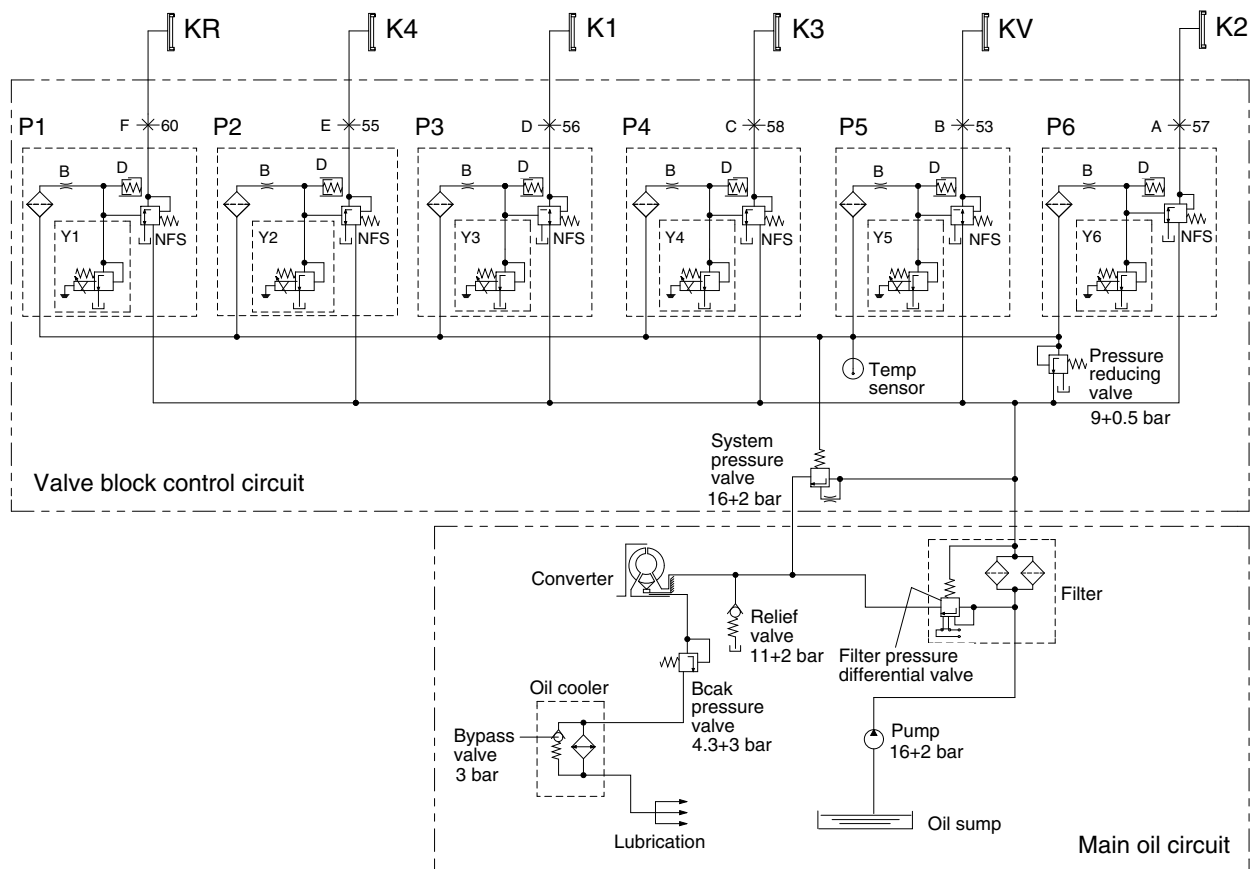 KR
K4
K1
K3
KV
K2
P1
F
60
P2
E
55
P3
D
56
P4
C
58
P5
B
53
P6
A
57
B
D
B
D
B
D
B
D
B
D
B
D
Y1
NFS
Y2
NFS
Y3
NFS
Y4
NFS
Y5
NFS
Y6
NFS
Temp
sensor
Pressure
reducing
valve
9+0.5 bar
System
pressure
valve
16+2 bar
Valve block control circuit
Converter
Relief
valve
11+2 bar
Filter
Filter pressure
differential valve
Bcak
pressure
valve
4.3+3 bar
Oil cooler
Bypass
valve
3 bar
Pump
16+2 bar
Lubrication
Oil sump
Main oil circuit